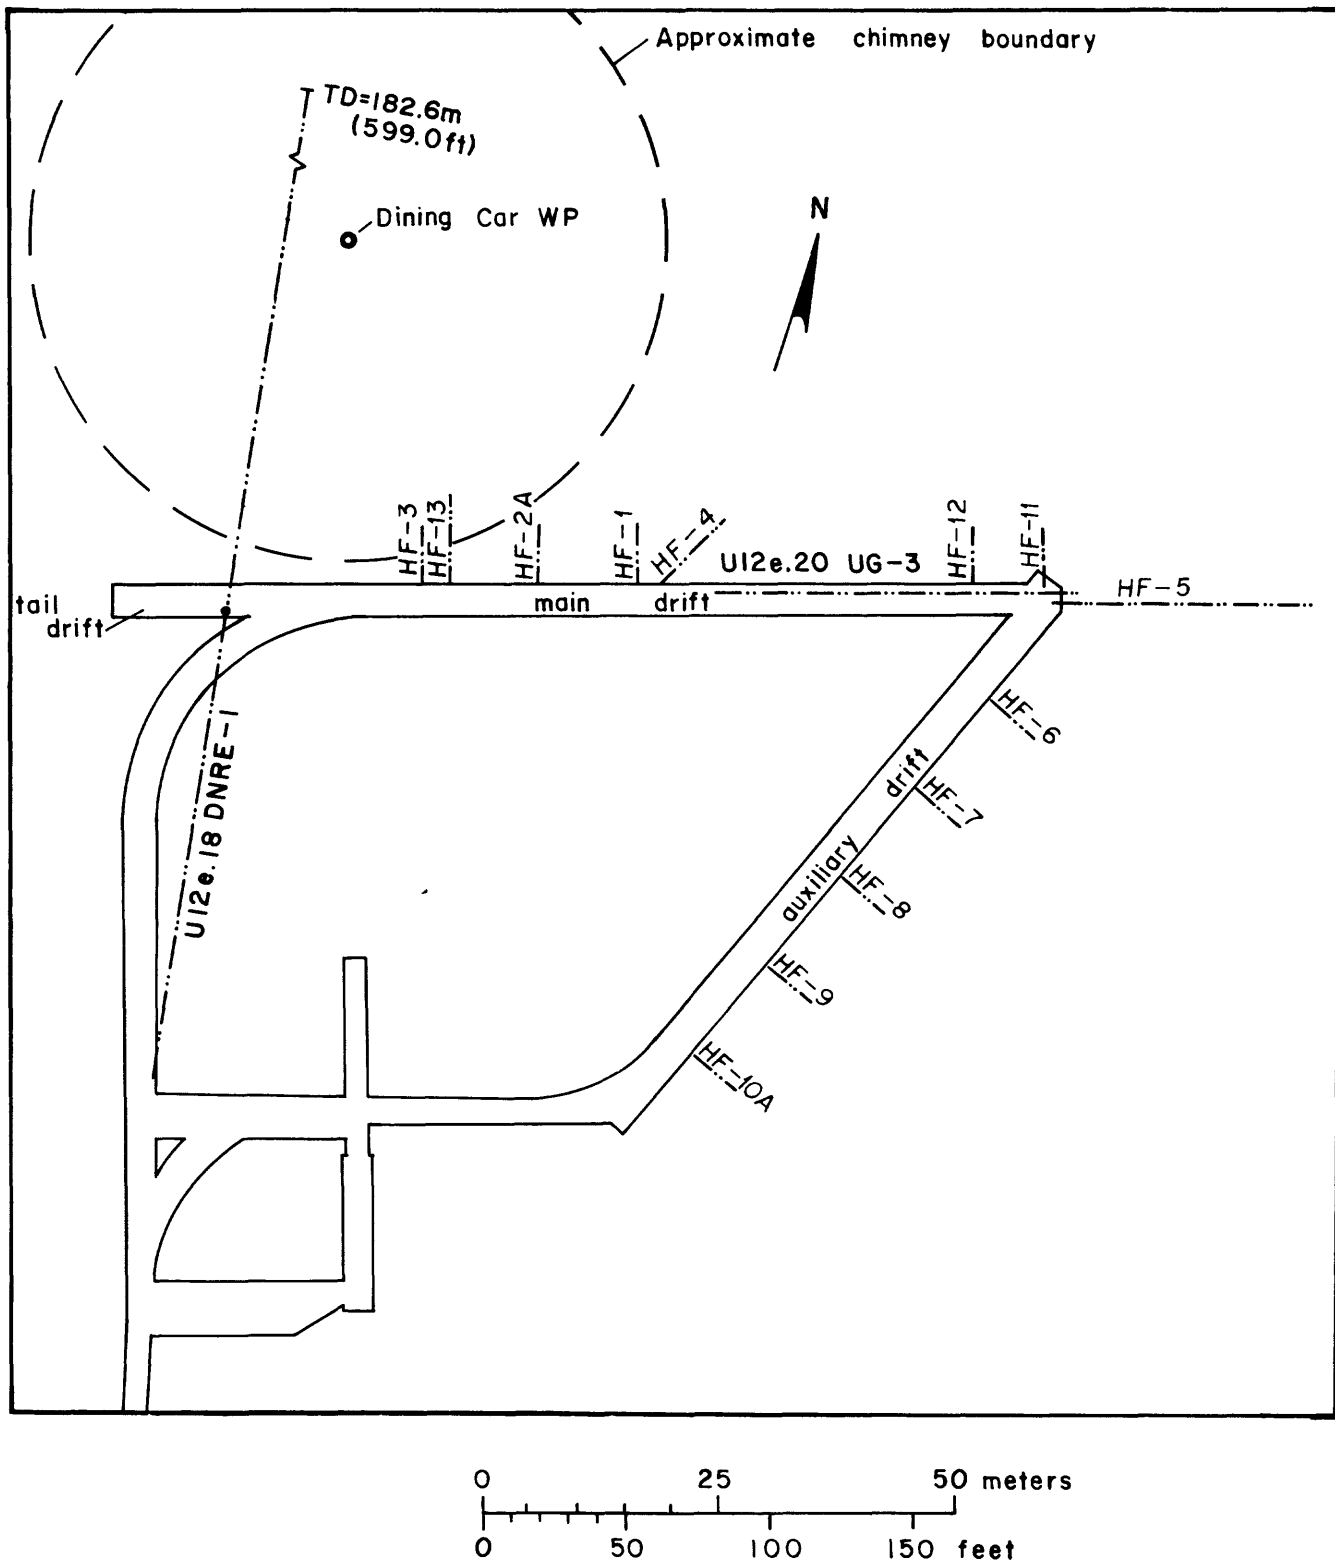 Approximate chimney boundary
TD=182.6m
(599.0ft)
N
Dining Car WP
HF-3
HF-13
HF-2A
HF-1
HF-4
HF-12
HF-11
U12e.20 UG-3
HF-5
tail
drift
main drift
HF-6
U12e.18 DNRE-1
auxiliary drift
HF-7
HF-8
HF-9
HF-10A
0 25 50 meters
0 50 100 150 feet